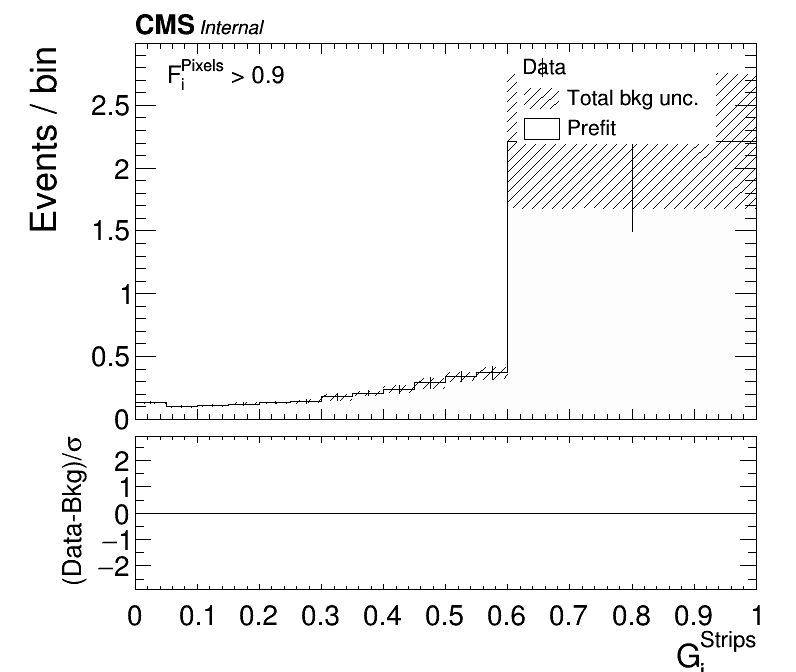 CMS Internal
F_i^Pixels > 0.9
Data
Total bkg unc.
Prefit
Events / bin
2.5
2
1.5
1
0.5
0
(Data-Bkg)/σ
2
1
0
−1
−2
0 0.1 0.2 0.3 0.4 0.5 0.6 0.7 0.8 0.9 1
G_i^Strips